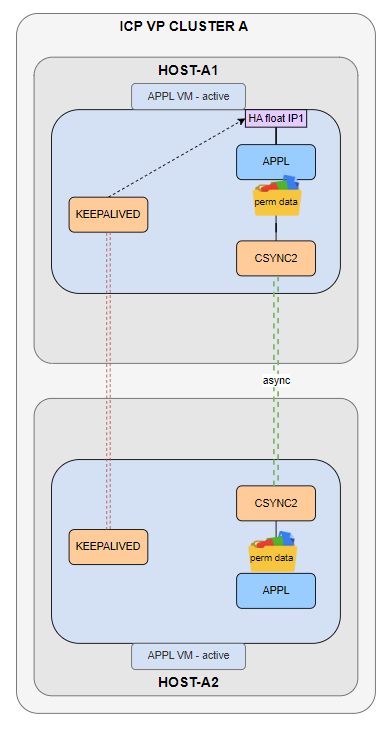 ICP VP CLUSTER A
HOST-A1
APPL VM - active
HA float IP1
APPL
perm data
KEEPALIVED
CSYNC2
async
CSYNC2
KEEPALIVED
perm data
APPL
APPL VM - active
HOST-A2